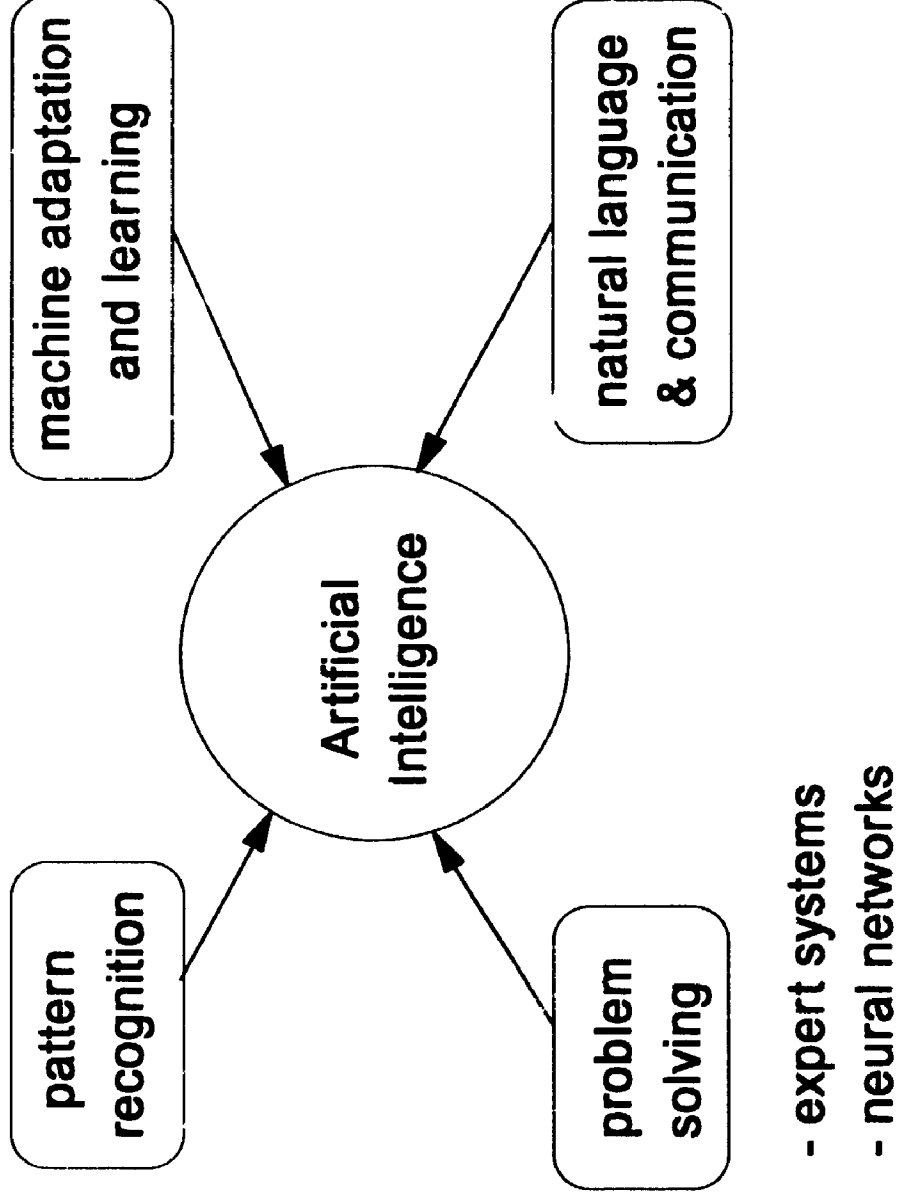 pattern
recognition
machine adaptation
and learning
Artificial
Intelligence
problem
solving
natural language
& communication
- expert systems
- neural networks